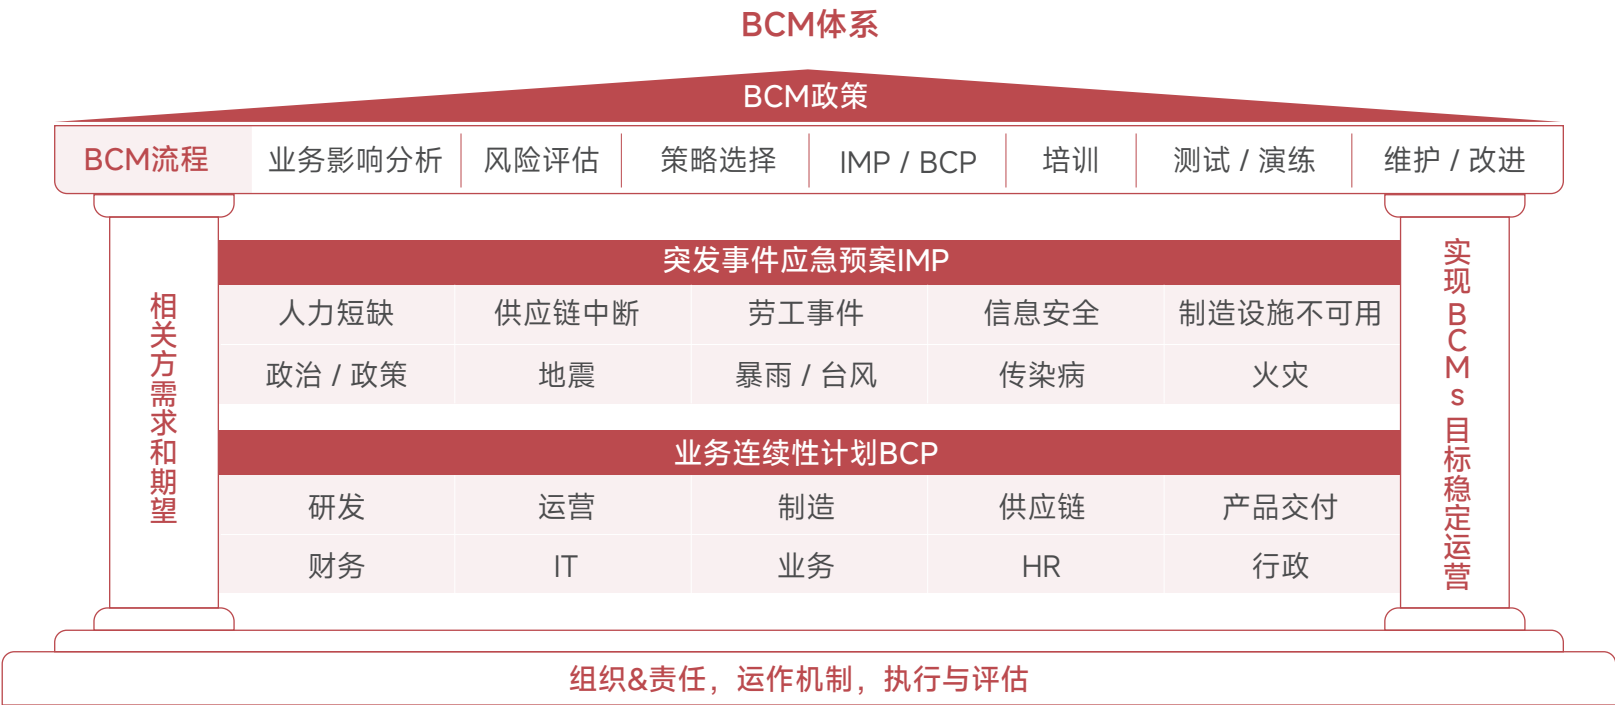 BCM体系
BCM政策
BCM流程 业务影响分析 风险评估 策略选择 IMP / BCP 培训 测试 / 演练 维护 / 改进
相关方需求和期望
突发事件应急预案IMP
人力短缺 供应链中断 劳工事件 信息安全 制造设施不可用
政治 / 政策 地震 暴雨 / 台风 传染病 火灾
业务连续性计划BCP
研发 运营 制造 供应链 产品交付
财务 IT 业务 HR 行政
实现BCMs目标稳定运营
组织&责任，运作机制，执行与评估